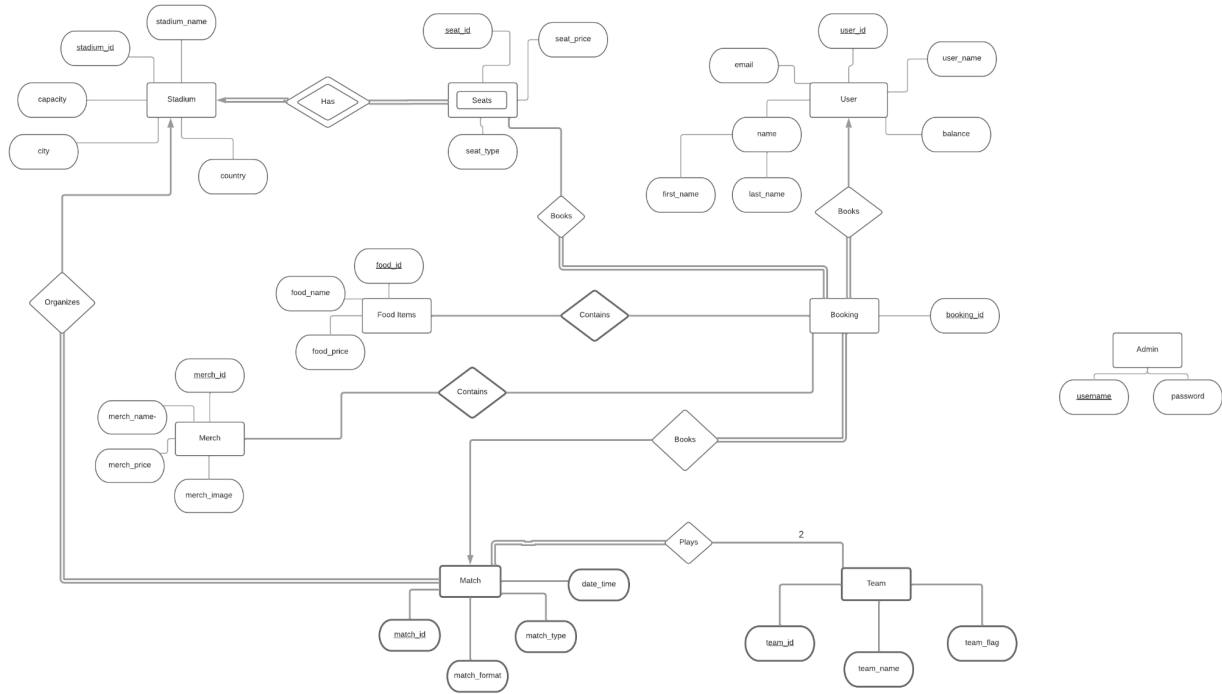 stadium_name
seat_id
user_id
stadium_id
seat_price
email
user_name
capacity
Stadium
Has
Seats
User
city
seat_type
name
balance
country
first_name
last_name
Books
Books
food_id
food_name
Organizes
Food Items
Contains
Booking
booking_id
food_price
Admin
merch_id
username
password
Contains
merch_name-
Merch
Books
merch_price
merch_image
2
Plays
Match
date_time
Team
match_id
match_type
team_id
team_flag
team_name
match_format